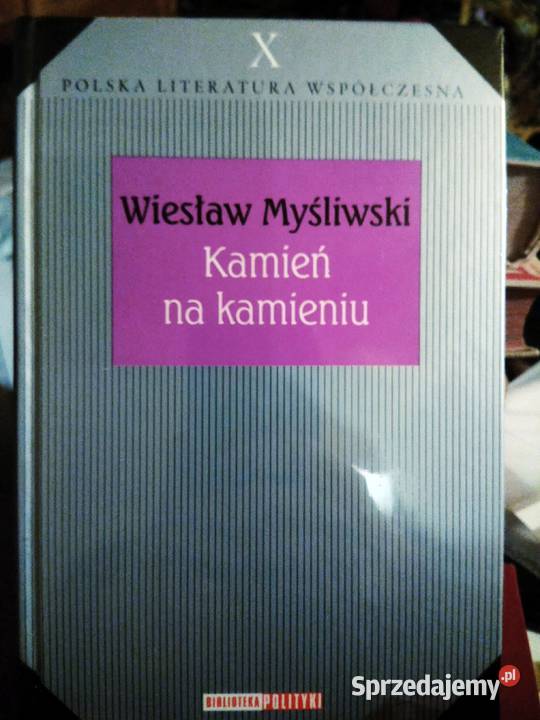 X
POLSKA LITERATURA WSPÓŁCZESNA
Wiesław Myśliwski
Kamień
na kamieniu
BIBLIOTEKA POLITYKI
Sprzedajemy.pl